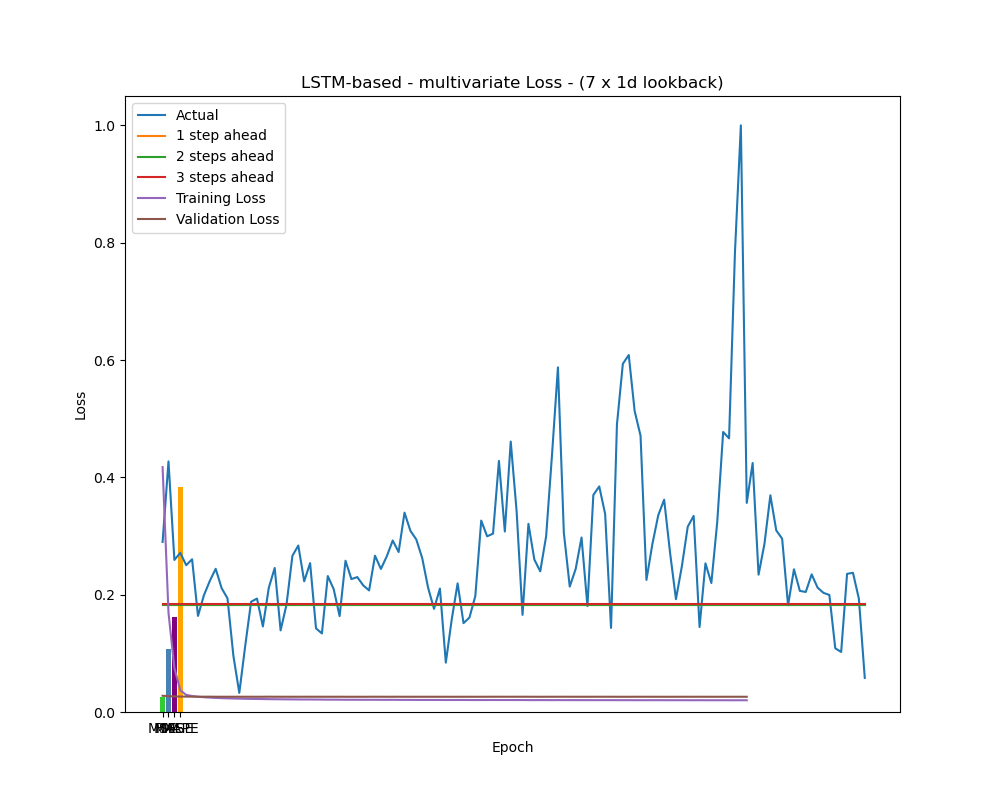 LSTM-based - multivariate Loss - (7 x 1d lookback)
Actual
1 step ahead
2 steps ahead
3 steps ahead
Training Loss
Validation Loss
1.0
0.8
0.6
0.4
0.2
0.0
Loss
Epoch